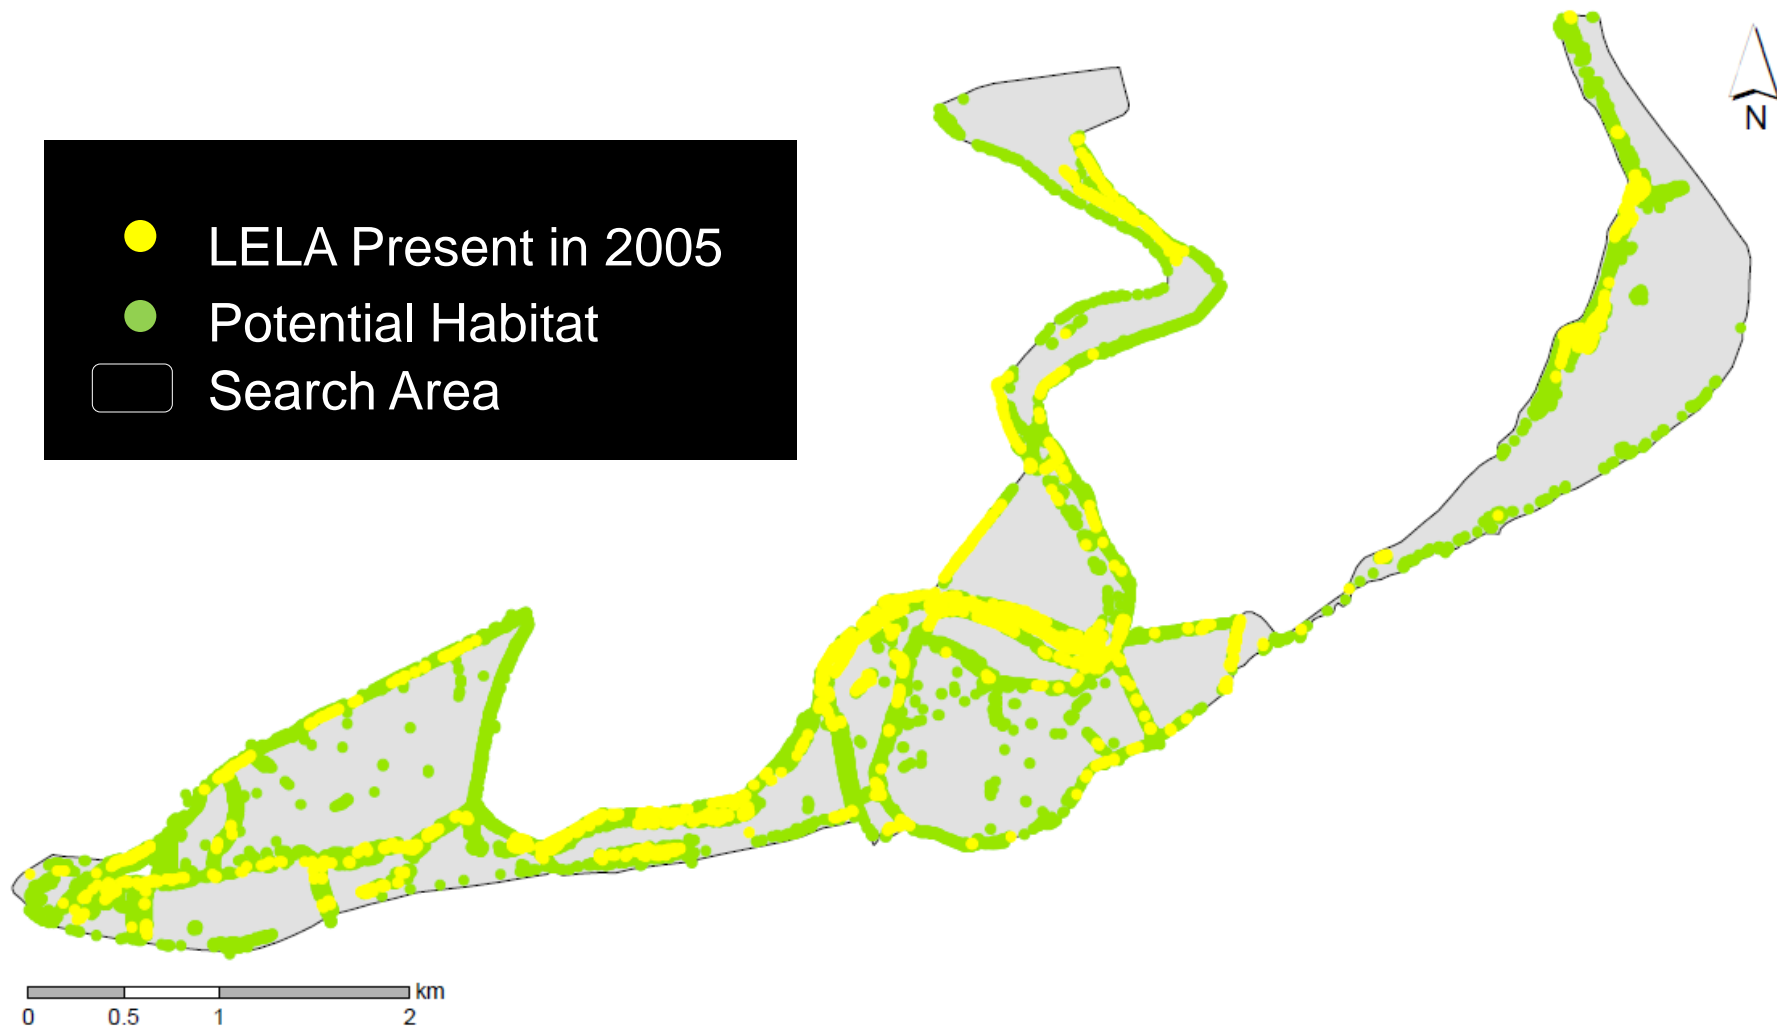 N
LELA Present in 2005
Potential Habitat
Search Area
km
0 0.5 1 2